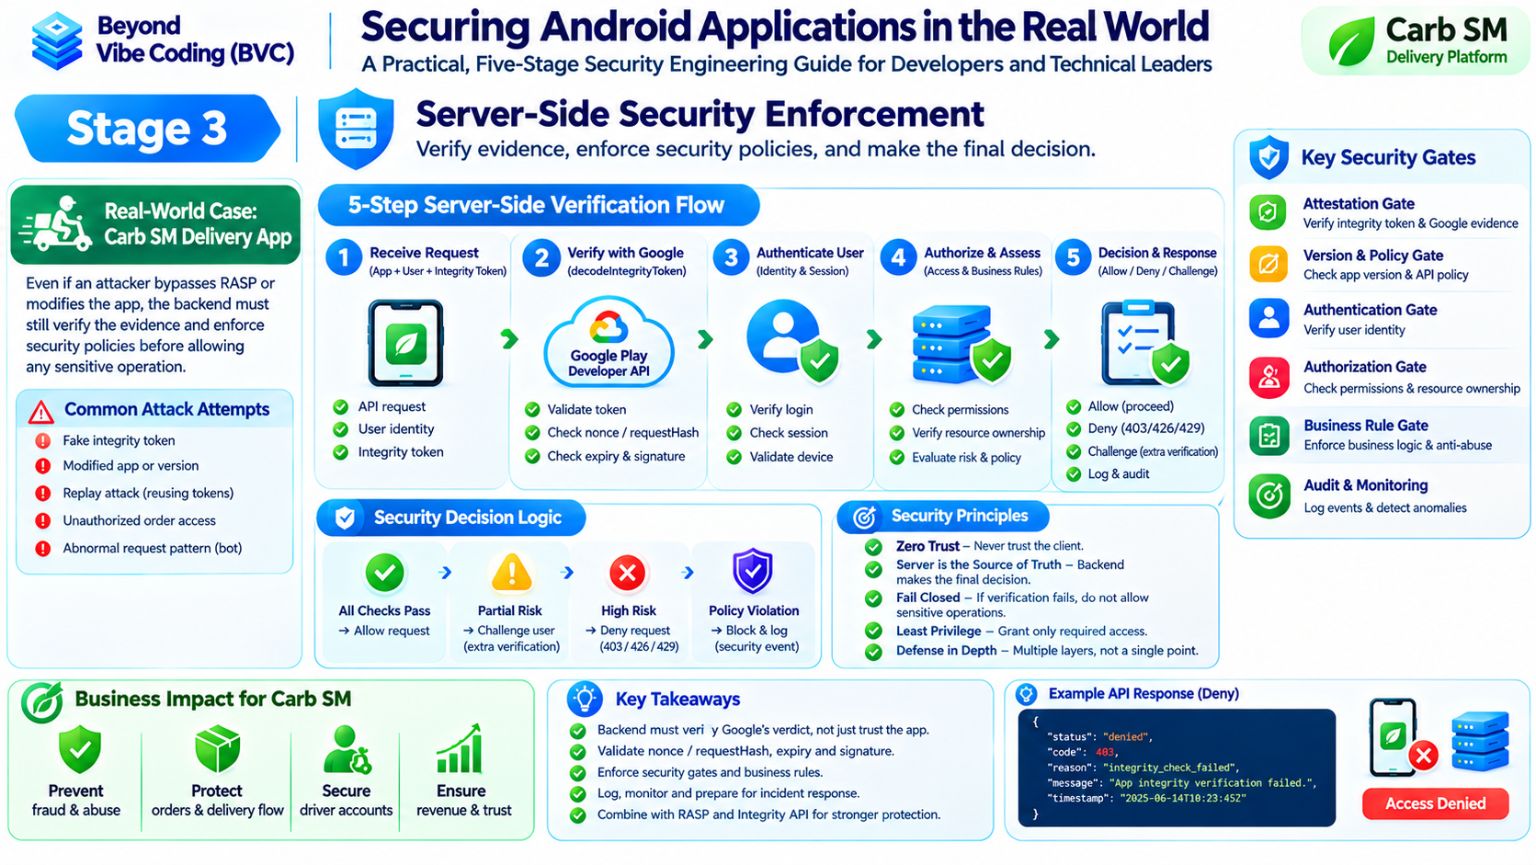 Beyond
Vibe Coding (BVC)
Securing Android Applications in the Real World
A Practical, Five-Stage Security Engineering Guide for Developers and Technical Leaders
Carb SM
Delivery Platform
Stage 3
Server-Side Security Enforcement
Verify evidence, enforce security policies, and make the final decision.
Real-World Case:
Carb SM Delivery App
Even if an attacker bypasses RASP or
modifies the app, the backend must
still verify the evidence and enforce
security policies before allowing
any sensitive operation.
Common Attack Attempts
Fake integrity token
Modified app or version
Replay attack (reusing tokens)
Unauthorized order access
Abnormal request pattern (bot)
5-Step Server-Side Verification Flow
1
Receive Request
(App + User + Integrity Token)
API request
User identity
Integrity token
2
Verify with Google
(decodeIntegrityToken)
Google Play
Developer API
Validate token
Check nonce / requestHash
Check expiry & signature
3
Authenticate User
(Identity & Session)
Verify login
Check session
Validate device
4
Authorize & Assess
(Access & Business Rules)
Check permissions
Verify resource ownership
Evaluate risk & policy
5
Decision & Response
(Allow / Deny / Challenge)
Allow (proceed)
Deny (403/426/429)
Challenge (extra verification)
Log & audit
Key Security Gates
Attestation Gate
Verify integrity token & Google evidence
Version & Policy Gate
Check app version & API policy
Authentication Gate
Verify user identity
Authorization Gate
Check permissions & resource ownership
Business Rule Gate
Enforce business logic & anti-abuse
Audit & Monitoring
Log events & detect anomalies
Security Decision Logic
All Checks Pass
→ Allow request
Partial Risk
→ Challenge user
(extra verification)
High Risk
→ Deny request
(403 / 426 / 429)
Policy Violation
→ Block & log
(security event)
Security Principles
Zero Trust – Never trust the client.
Server is the Source of Truth – Backend
makes the final decision.
Fail Closed – If verification fails, do not allow
sensitive operations.
Least Privilege – Grant only required access.
Defense in Depth – Multiple layers, not a single point.
Business Impact for Carb SM
Prevent
fraud & abuse
Protect
orders & delivery flow
Secure
driver accounts
Ensure
revenue & trust
Key Takeaways
Backend must veri y Google's verdict, not just trust the app.
Validate nonce / requestHash, expiry and signature.
Enforce security gates and business rules.
Log, monitor and prepare for incident response.
Combine with RASP and Integrity API for stronger protection.
Example API Response (Deny)
{
"status": "denied",
"code": 403,
"reason": "integrity_check_failed",
"message": "App integrity verification failed.",
"timestamp": "2025-06-14T10:23:45Z"
}
Access Denied